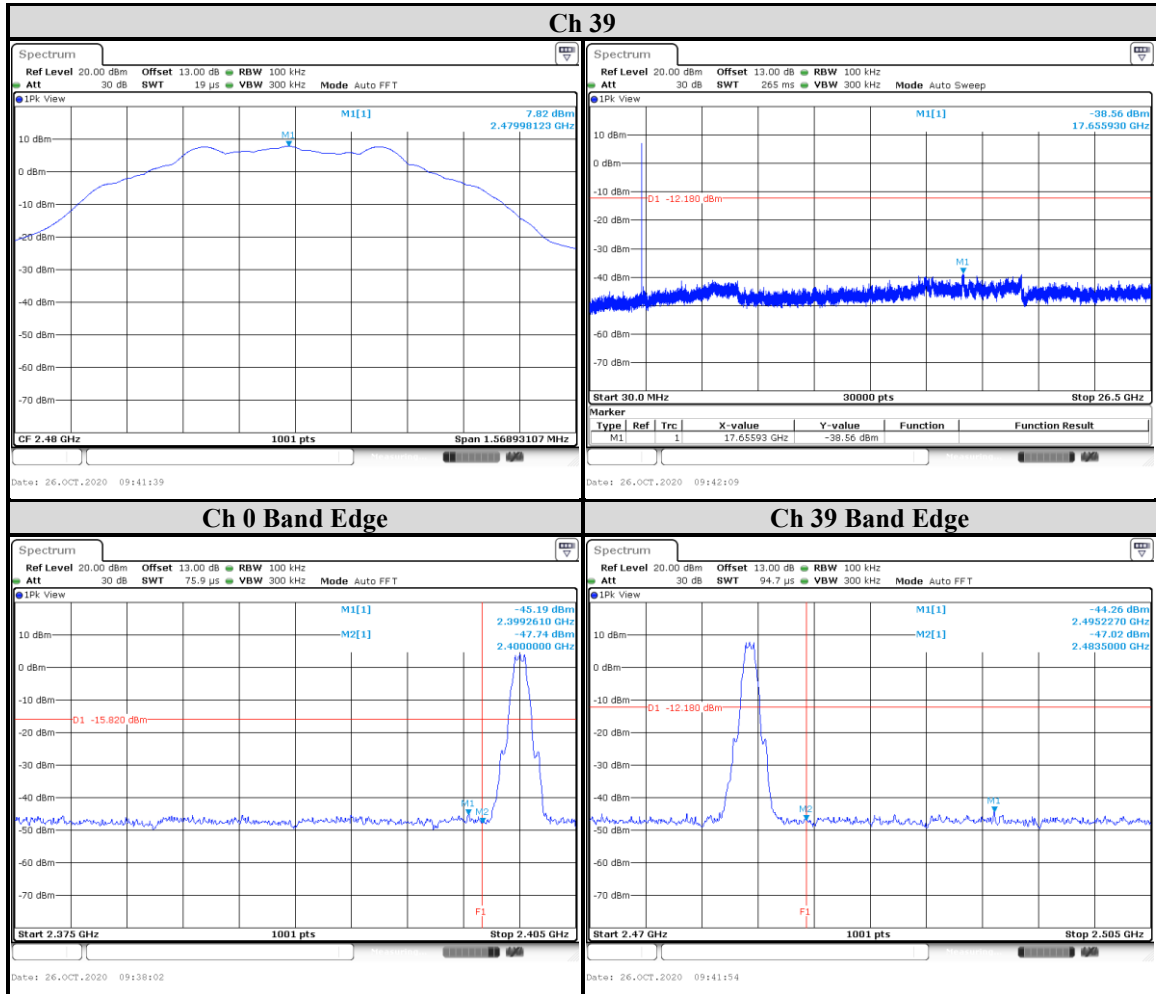 Ch 39
Spectrum
Ref Level 20.00 dBm Offset 13.00 dB RBW 100 kHz
Att 30 dB SWT 19 µs VBW 300 kHz Mode Auto FFT
1Pk View
M1[1] 7.82 dBm
2.47998123 GHz
M1
10 dBm
0 dBm
-10 dBm
-20 dBm
-30 dBm
-40 dBm
-50 dBm
-60 dBm
-70 dBm
CF 2.48 GHz 1001 pts Span 1.56893107 MHz
Date: 26.OCT.2020 09:41:39
Spectrum
Ref Level 20.00 dBm Offset 13.00 dB RBW 100 kHz
Att 30 dB SWT 265 ms VBW 300 kHz Mode Auto Sweep
1Pk View
M1[1] -38.56 dBm
17.655930 GHz
10 dBm
0 dBm
-10 dBm
D1 -12.180 dBm
-20 dBm
-30 dBm
M1
-40 dBm
-50 dBm
-60 dBm
-70 dBm
Start 30.0 MHz 30000 pts Stop 26.5 GHz
Marker
Type Ref Trc X-value Y-value Function Function Result
M1 1 17.65593 GHz -38.56 dBm
Date: 26.OCT.2020 09:42:09
Ch 0 Band Edge
Spectrum
Ref Level 20.00 dBm Offset 13.00 dB RBW 100 kHz
Att 30 dB SWT 75.9 µs VBW 300 kHz Mode Auto FFT
1Pk View
M1[1] -45.19 dBm
2.3992610 GHz
M2[1] -47.74 dBm
2.4000000 GHz
10 dBm
0 dBm
-10 dBm
D1 -15.820 dBm
-20 dBm
-30 dBm
-40 dBm
M1
M2
-50 dBm
-60 dBm
-70 dBm
F1
Start 2.375 GHz 1001 pts Stop 2.405 GHz
Date: 26.OCT.2020 09:38:02
Ch 39 Band Edge
Spectrum
Ref Level 20.00 dBm Offset 13.00 dB RBW 100 kHz
Att 30 dB SWT 94.7 µs VBW 300 kHz Mode Auto FFT
1Pk View
M1[1] -44.26 dBm
2.4952270 GHz
M2[1] -47.02 dBm
2.4835000 GHz
10 dBm
0 dBm
-10 dBm
D1 -12.180 dBm
-20 dBm
-30 dBm
-40 dBm
M1
M2
-50 dBm
-60 dBm
-70 dBm
F1
Start 2.47 GHz 1001 pts Stop 2.505 GHz
Date: 26.OCT.2020 09:41:54